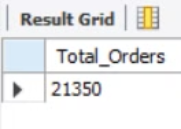 Result Grid
Total_Orders
21350